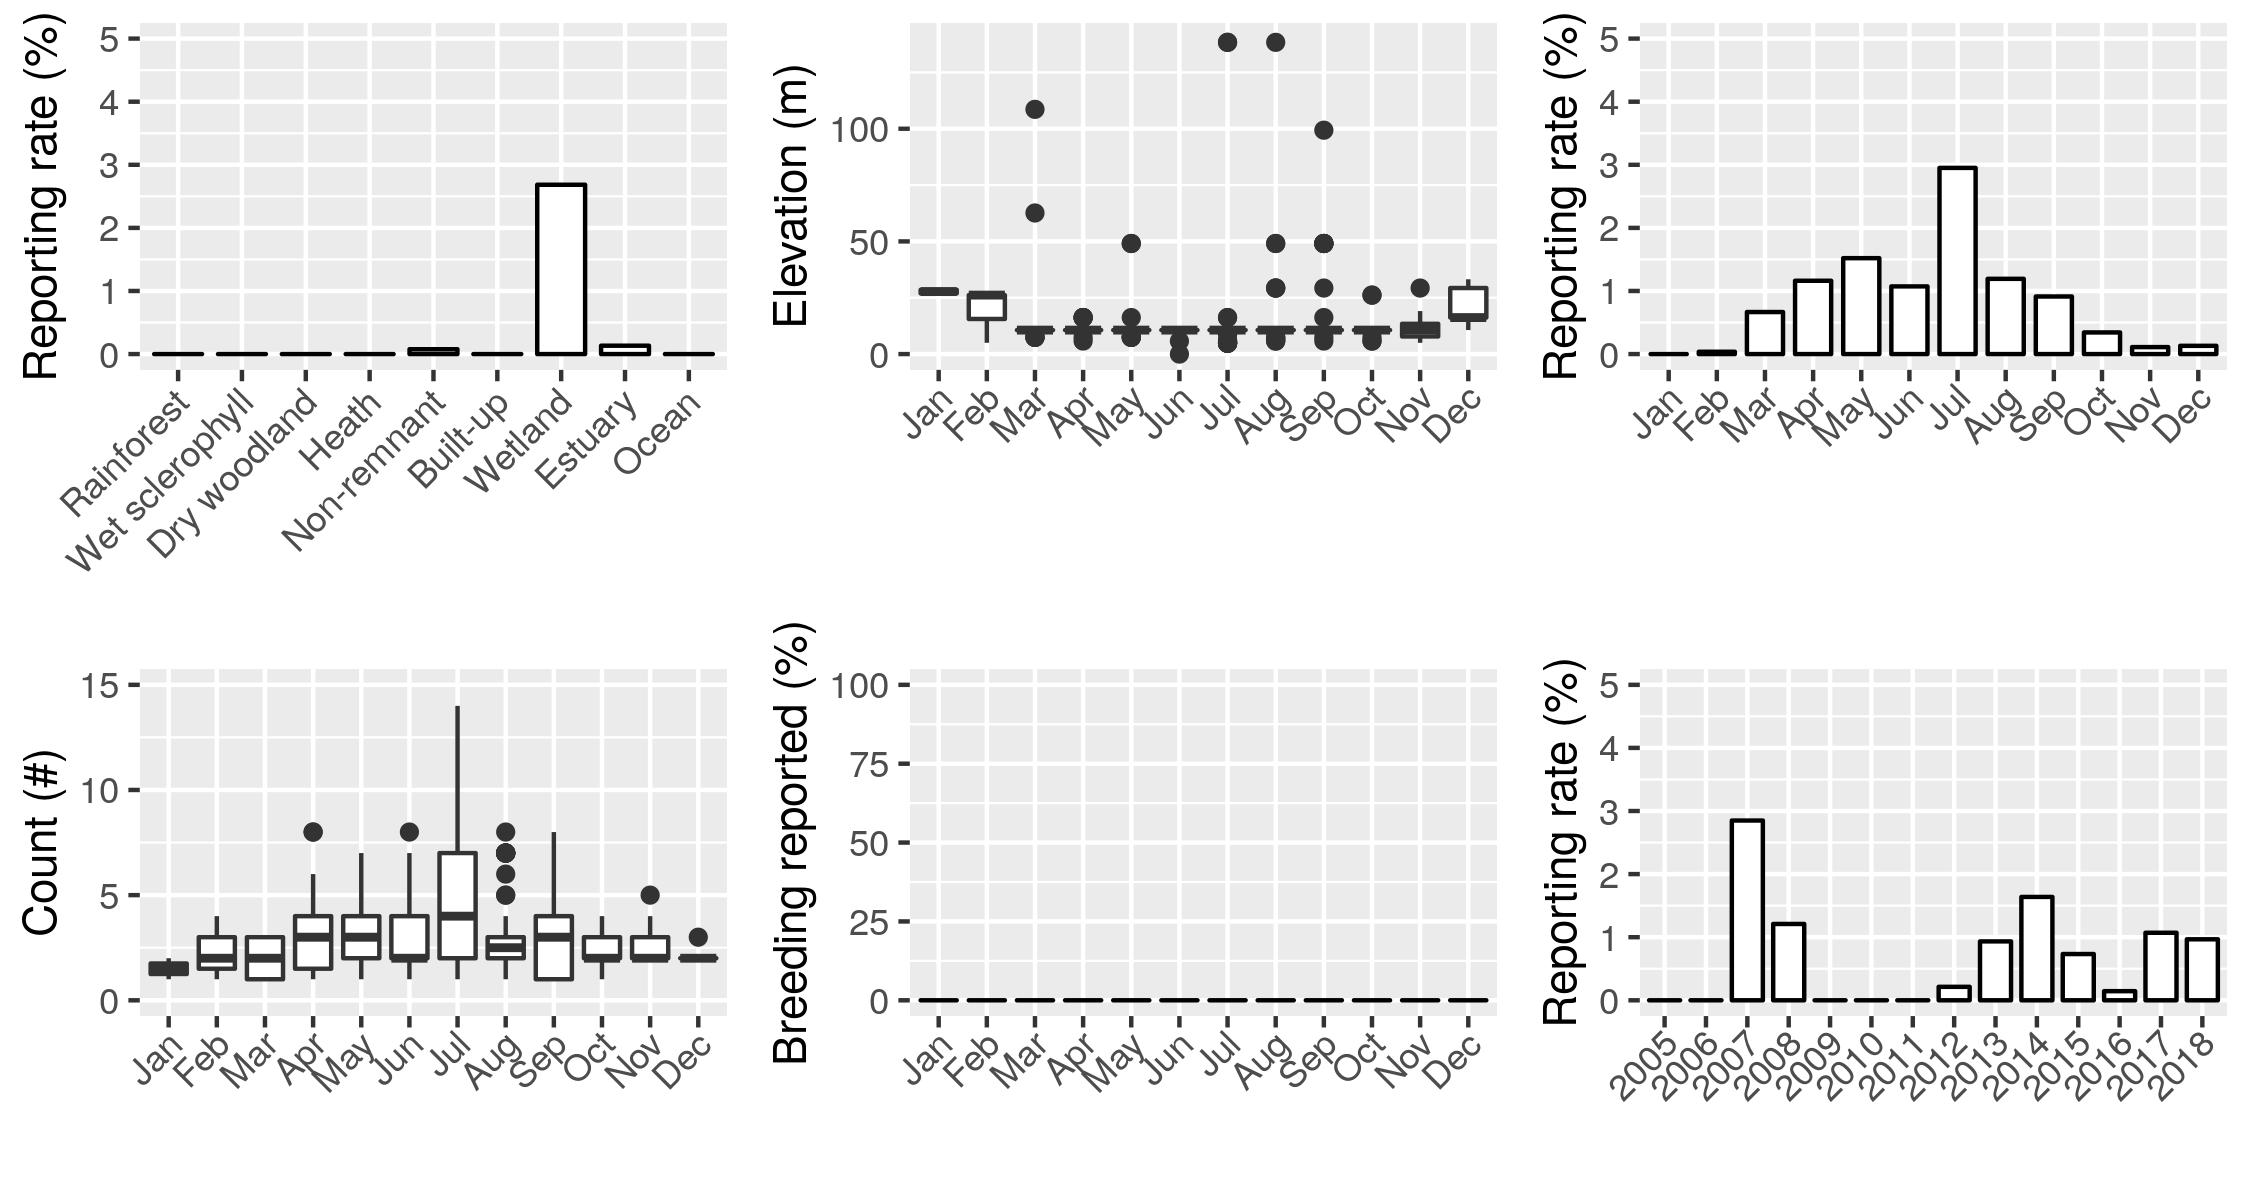 Reporting rate (%)
5
4
3
2
1
0
Rainforest
Wet sclerophyll
Dry woodland
Heath
Non-remnant
Built-up
Wetland
Estuary
Ocean
Elevation (m)
100
50
0
Jan
Feb
Mar
Apr
May
Jun
Jul
Aug
Sep
Oct
Nov
Dec
Reporting rate (%)
5
4
3
2
1
0
Jan
Feb
Mar
Apr
May
Jun
Jul
Aug
Sep
Oct
Nov
Dec
Count (#)
15
10
5
0
Jan
Feb
Mar
Apr
May
Jun
Jul
Aug
Sep
Oct
Nov
Dec
Breeding reported (%)
100
75
50
25
0
Jan
Feb
Mar
Apr
May
Jun
Jul
Aug
Sep
Oct
Nov
Dec
Reporting rate (%)
5
4
3
2
1
0
2005
2006
2007
2008
2009
2010
2011
2012
2013
2014
2015
2016
2017
2018